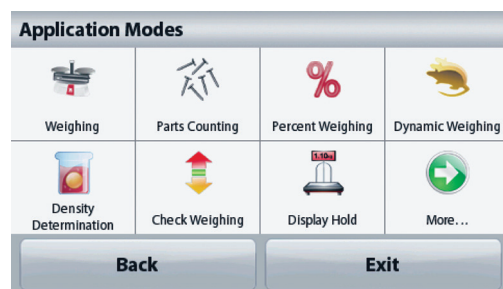 Application Modes
Weighing
Parts Counting
Percent Weighing
Dynamic Weighing
Density
Determination
Check Weighing
1.10
Display Hold
More...
Back
Exit